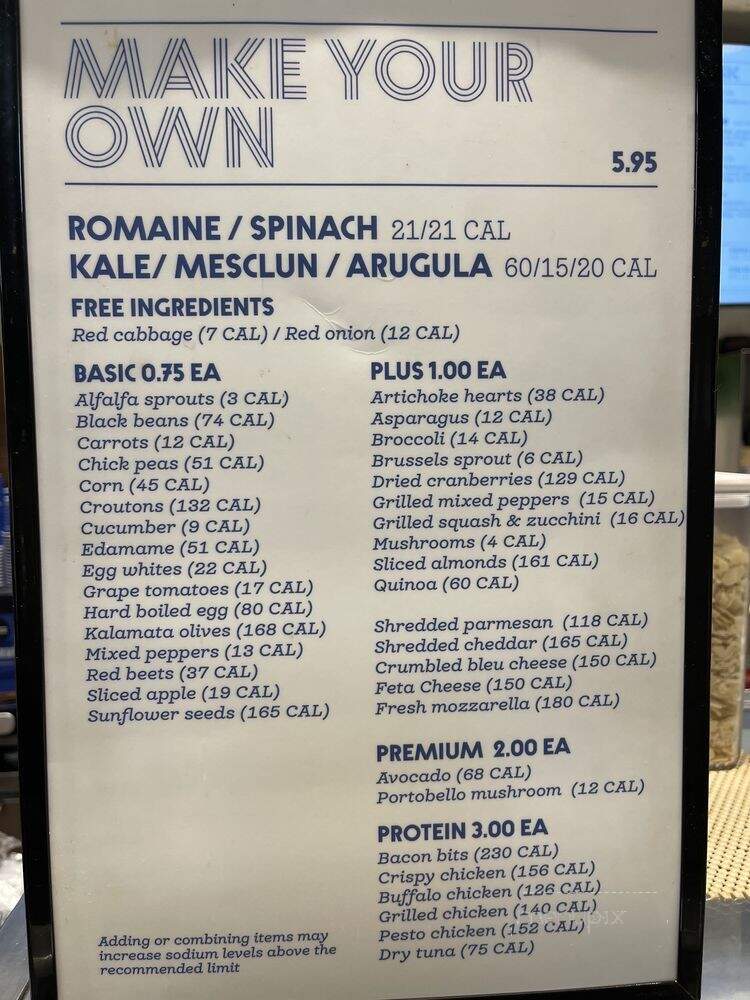 MAKE YOUR
OWN
5.95
ROMAINE / SPINACH 21/21 CAL
KALE/ MESCLUN / ARUGULA 60/15/20 CAL
FREE INGREDIENTS
Red cabbage (7 CAL) / Red onion (12 CAL)
BASIC 0.75 EA
Alfalfa sprouts (3 CAL)
Black beans (74 CAL)
Carrots (12 CAL)
Chick peas (51 CAL)
Corn (45 CAL)
Croutons (132 CAL)
Cucumber (9 CAL)
Edamame (51 CAL)
Egg whites (22 CAL)
Grape tomatoes (17 CAL)
Hard boiled egg (80 CAL)
Kalamata olives (168 CAL)
Mixed peppers (13 CAL)
Red beets (37 CAL)
Sliced apple (19 CAL)
Sunflower seeds (165 CAL)
PLUS 1.00 EA
Artichoke hearts (38 CAL)
Asparagus (12 CAL)
Broccoli (14 CAL)
Brussels sprout (6 CAL)
Dried cranberries (129 CAL)
Grilled mixed peppers (15 CAL)
Grilled squash & zucchini (16 CAL)
Mushrooms (4 CAL)
Sliced almonds (161 CAL)
Quinoa (60 CAL)
Shredded parmesan (118 CAL)
Shredded cheddar (165 CAL)
Crumbled bleu cheese (150 CAL)
Feta Cheese (150 CAL)
Fresh mozzarella (180 CAL)
PREMIUM 2.00 EA
Avocado (68 CAL)
Portobello mushroom (12 CAL)
PROTEIN 3.00 EA
Bacon bits (230 CAL)
Crispy chicken (156 CAL)
Buffalo chicken (126 CAL)
Grilled chicken (140 CAL)
Pesto chicken (152 CAL)
Dry tuna (75 CAL)
Adding or combining items may
increase sodium levels above the
recommended limit